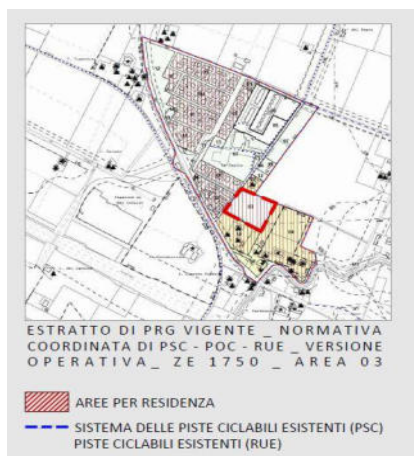 ESTRATTO DI PRG VIGENTE _ NORMATIVA
COORDINATA DI PSC - POC - RUE _ VERSIONE
OPERATIVA_ ZE 1750 _ AREA 03
AREE PER RESIDENZA
SISTEMA DELLE PISTE CICLABILI ESISTENTI (PSC)
PISTE CICLABILI ESISTENTI (RUE)